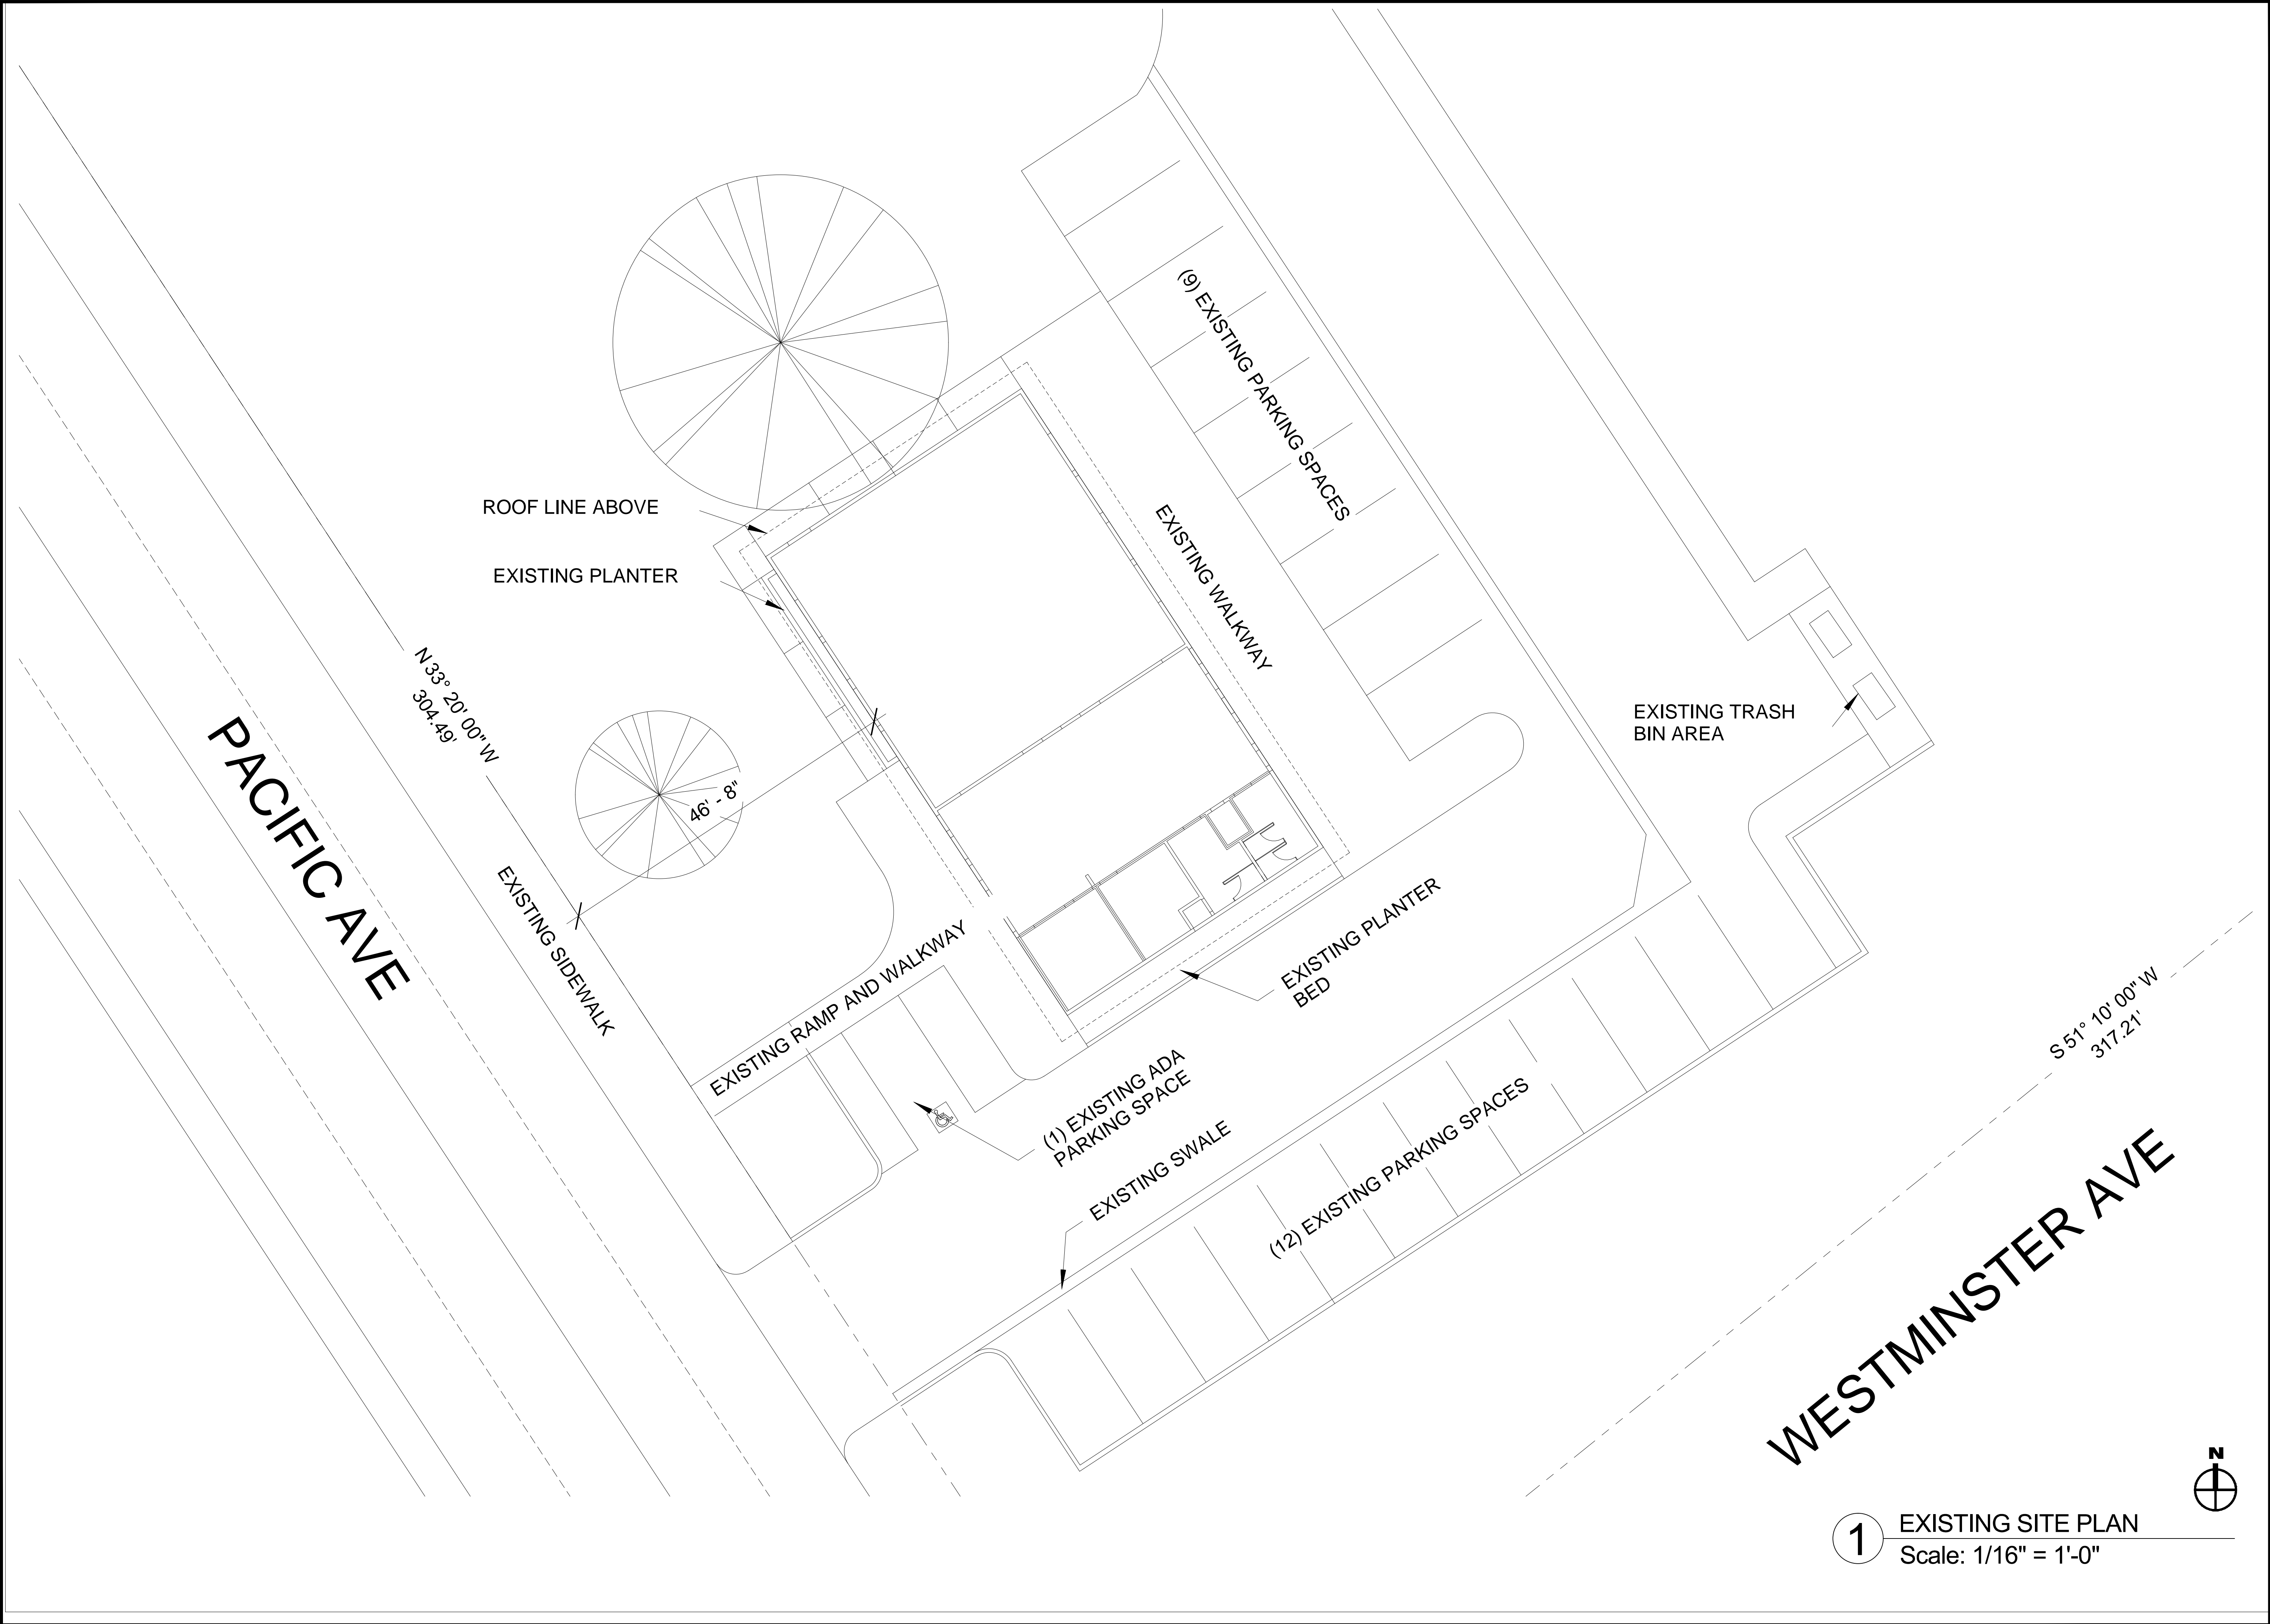 ROOF LINE ABOVE
EXISTING PLANTER
(9) EXISTING PARKING SPACES
EXISTING WALKWAY
N 33° 20' 00" W
304.49'
PACIFIC AVE
46' - 8"
EXISTING SIDEWALK
EXISTING TRASH
BIN AREA
EXISTING RAMP AND WALKWAY
EXISTING PLANTER
BED
(1) EXISTING ADA
PARKING SPACE
EXISTING SWALE
(12) EXISTING PARKING SPACES
S 51° 10' 00" W
317.21'
WESTMINSTER AVE
N
1
EXISTING SITE PLAN
Scale: 1/16" = 1'-0"